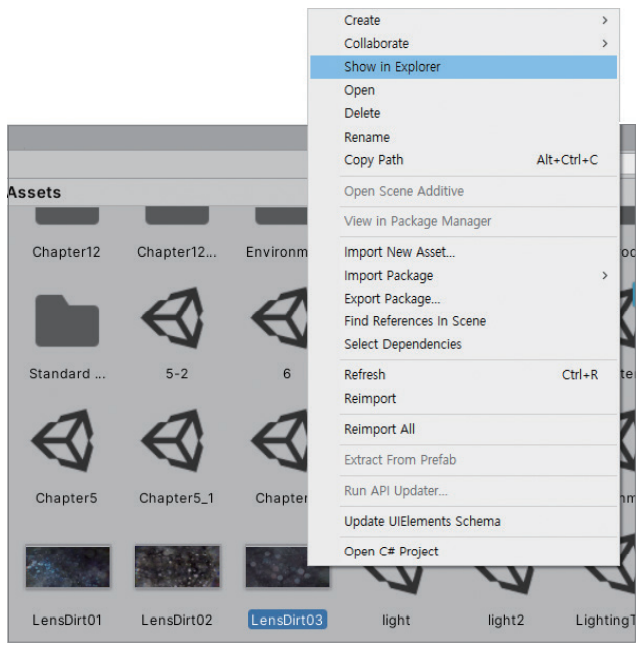 Create
Collaborate
Show in Explorer
Open
Delete
Rename
Copy Path Alt+Ctrl+C
Open Scene Additive
View in Package Manager
Import New Asset...
Import Package
Export Package...
Find References In Scene
Select Dependencies
Refresh Ctrl+R
Reimport
Reimport All
Extract From Prefab
Run API Updater...
Update UIElements Schema
Open C# Project
Assets
Chapter12 Chapter12... Environm
Standard ... 5-2 6
Chapter5 Chapter5_1 Chapter
LensDirt01 LensDirt02 LensDirt03 light light2 LightingT